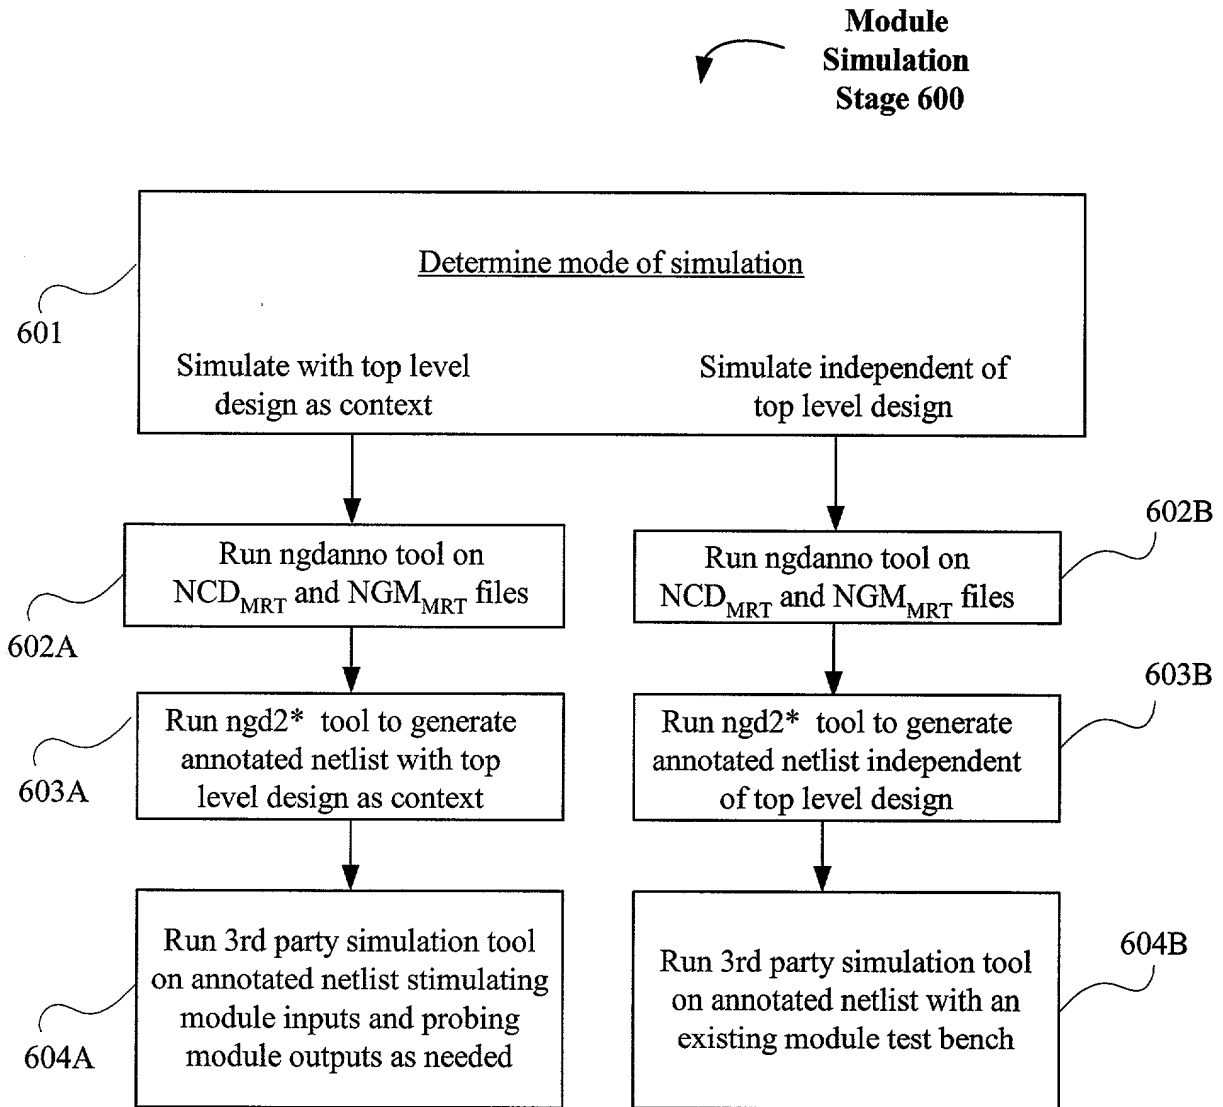 Module
Simulation
Stage 600
Determine mode of simulation
601
Simulate with top level
design as context
Simulate independent of
top level design
Run ngdanno tool on
NCD_MRT and NGM_MRT files
602A
Run ngdanno tool on
NCD_MRT and NGM_MRT files
602B
Run ngd2* tool to generate
annotated netlist with top
level design as context
603A
Run ngd2* tool to generate
annotated netlist independent
of top level design
603B
Run 3rd party simulation tool
on annotated netlist stimulating
module inputs and probing
module outputs as needed
604A
Run 3rd party simulation tool
on annotated netlist with an
existing module test bench
604B